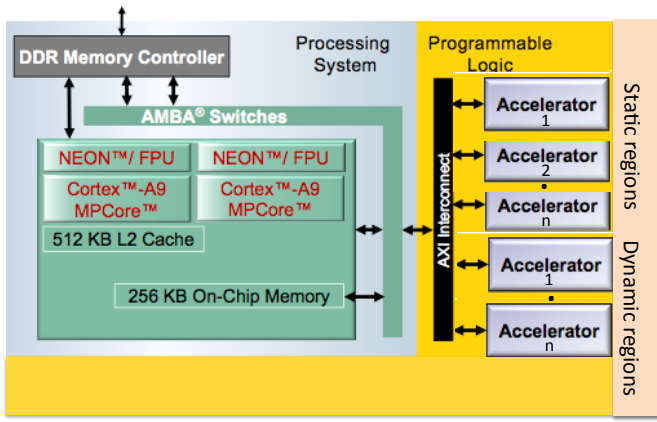 DDR Memory Controller
Processing
System
Programmable
Logic
AMBA® Switches
NEON™/ FPU
NEON™/ FPU
Cortex™-A9
MPCore™
Cortex™-A9
MPCore™
512 KB L2 Cache
256 KB On-Chip Memory
AXI Interconnect
Accelerator
1
Accelerator
2
Accelerator
n
Accelerator
1
Accelerator
n
Static regions
Dynamic regions